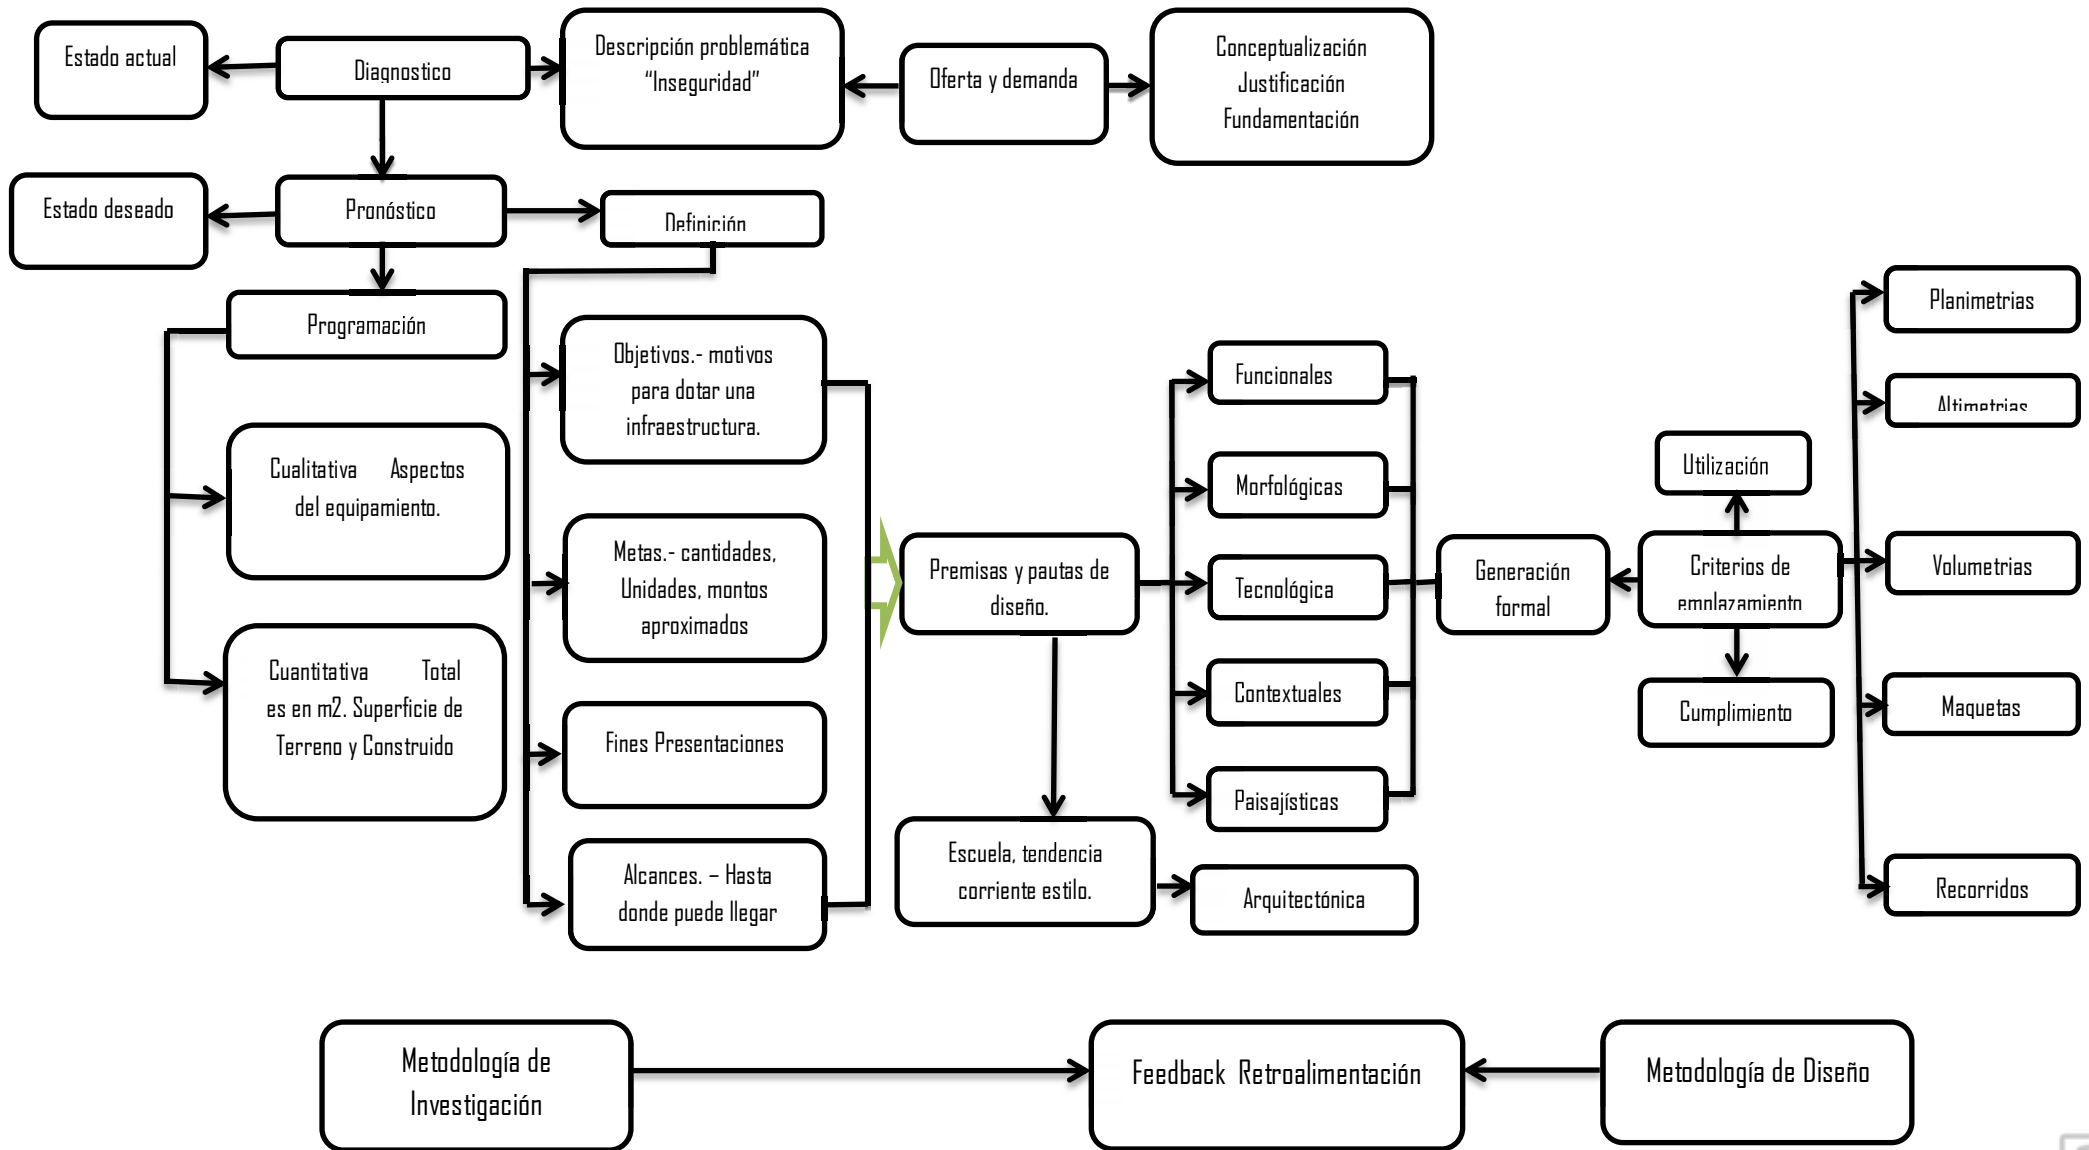 Estado actual
Diagnostico
Descripción problemática
“Inseguridad”
Oferta y demanda
Conceptualización
Justificación
Fundamentación
Estado deseado
Pronóstico
Definición
Programación
Cualitativa Aspectos
del equipamiento.
Cuantitativa Total
es en m2. Superficie de
Terreno y Construido
Objetivos.- motivos
para dotar una
infraestructura.
Metas.- cantidades,
Unidades, montos
aproximados
Fines Presentaciones
Alcances. – Hasta
donde puede llegar
Premisas y pautas de
diseño.
Escuela, tendencia
corriente estilo.
Arquitectónica
Funcionales
Morfológicas
Tecnológica
Contextuales
Paisajísticas
Generación
formal
Utilización
Criterios de
emplazamiento
Cumplimiento
Planimetrias
Altimetrias
Volumetrias
Maquetas
Recorridos
Metodología de
Investigación
Feedback Retroalimentación
Metodología de Diseño